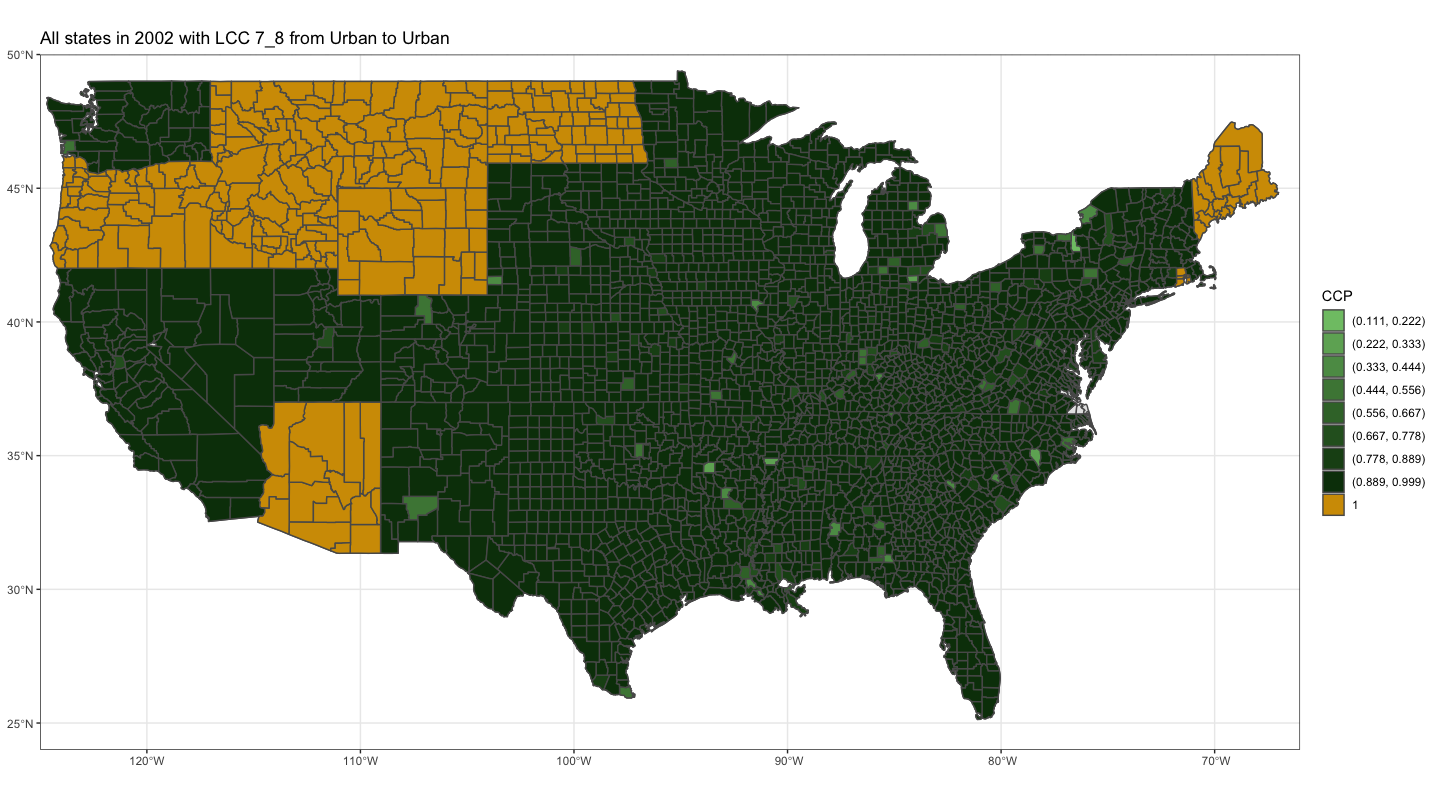 All states in 2002 with LCC 7_8 from Urban to Urban
50°N
45°N
40°N
35°N
30°N
25°N
120°W
110°W
100°W
90°W
80°W
70°W
CCP
(0.111, 0.222)
(0.222, 0.333)
(0.333, 0.444)
(0.444, 0.556)
(0.556, 0.667)
(0.667, 0.778)
(0.778, 0.889)
(0.889, 0.999)
1